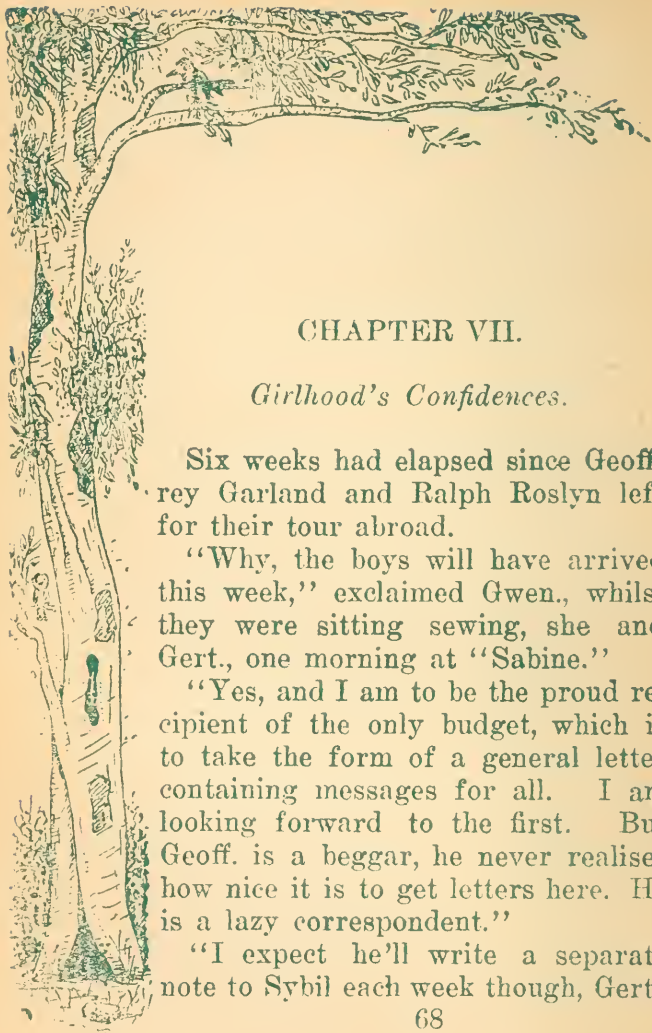 CHAPTER VII.
Girlhood's Confidences.
Six weeks had elapsed since Geoff
rey Garland and Ralph Roslyn lef
for their tour abroad.
"Why, the boys will have arrive
this week," exclaimed Gwen., whils
they were sitting sewing, she an
Gert., one morning at "Sabine."
"Yes, and I am to be the proud re
cipient of the only budget, which i
to take the form of a general lette
containing messages for all. I a
looking forward to the first. Bu
Geoff. is a beggar, he never realise
how nice it is to get letters here. H
is a lazy correspondent."
"I expect he'll write a separat
note to Sybil each week though, Gert
68